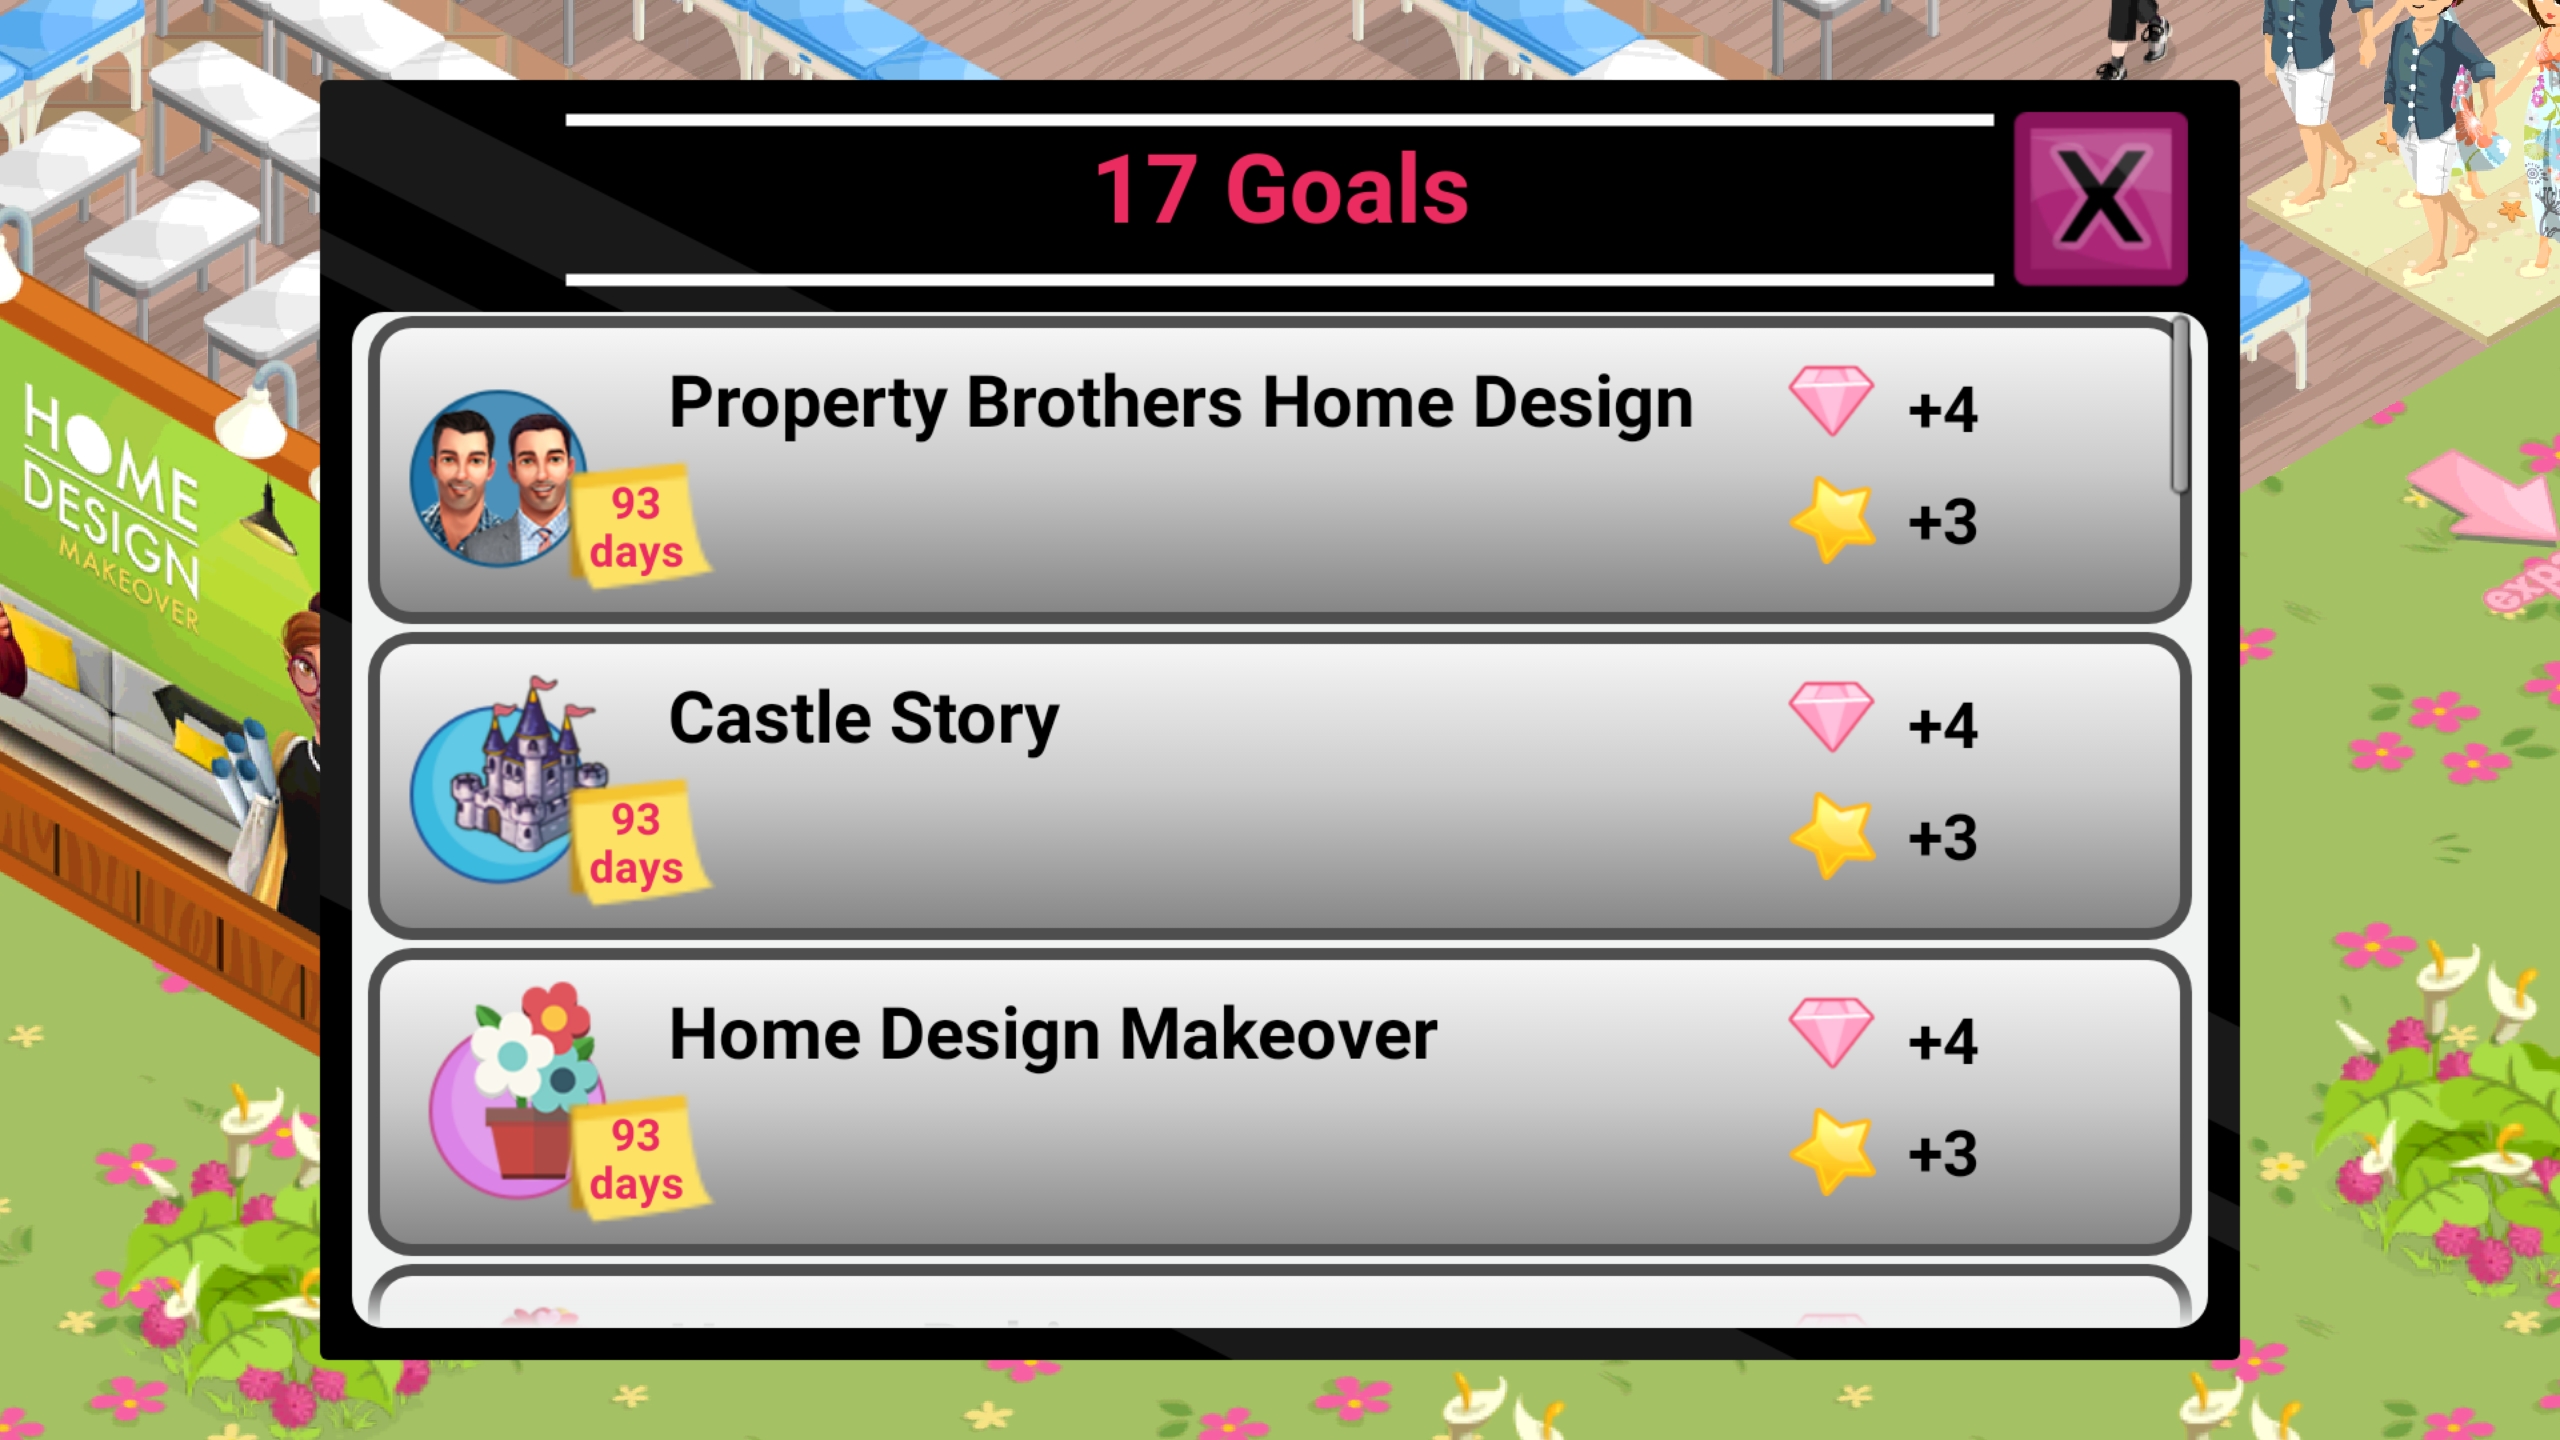 17 Goals
X
Property Brothers Home Design
+4
93 days
+3
Castle Story
+4
93 days
+3
Home Design Makeover
+4
93 days
+3
HOME
DESIGN
MAKEOVER